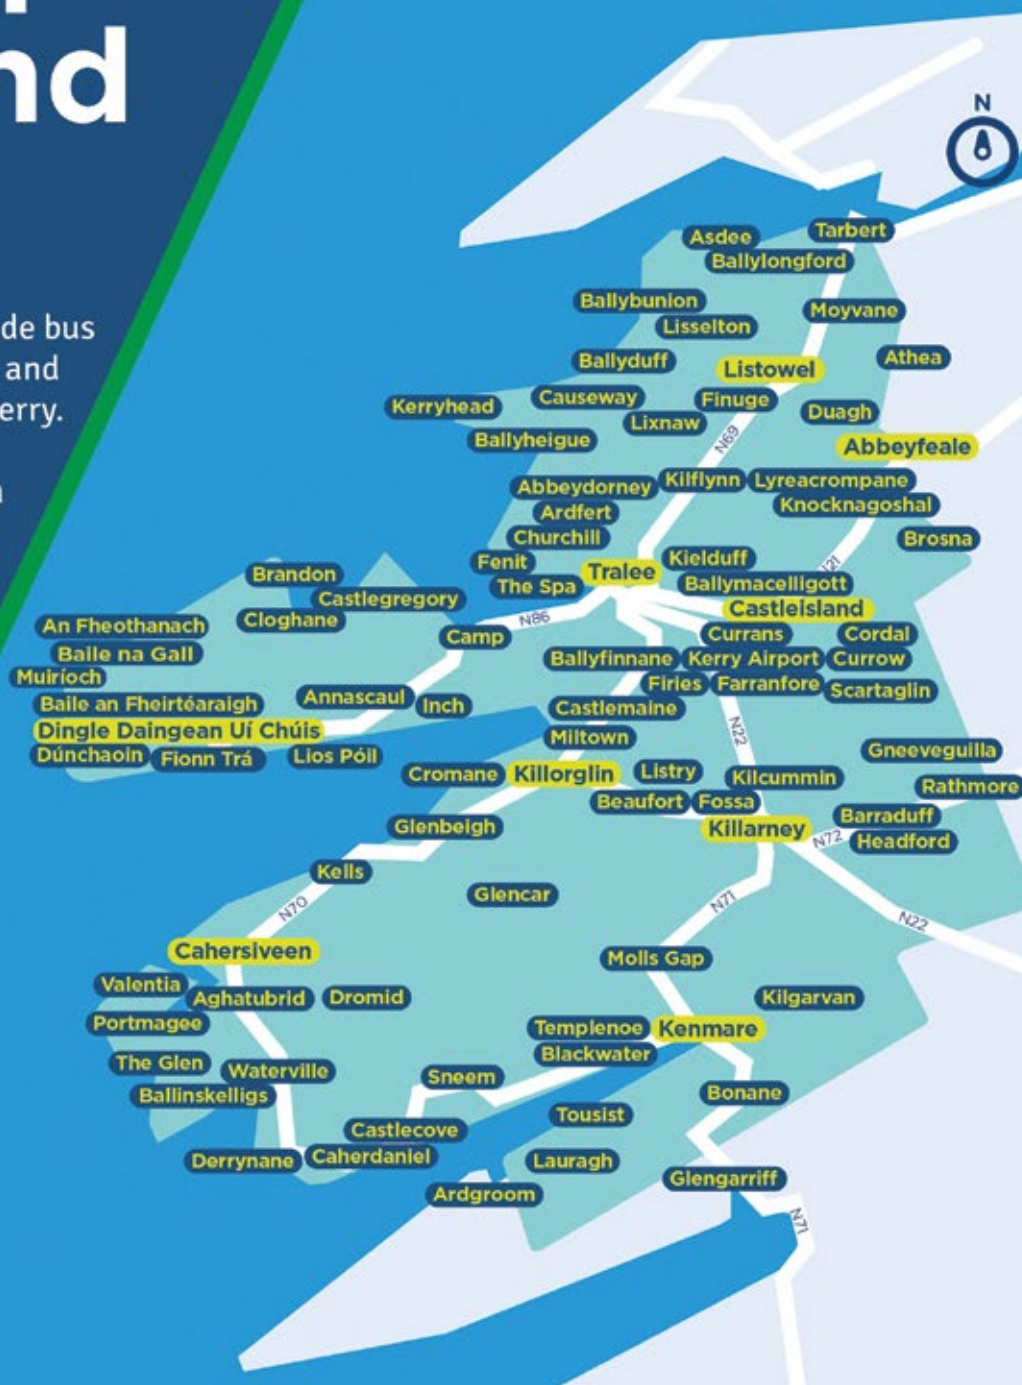 nd
de bus
and
erry.
N
Asdee
Tarbert
Ballylongford
Ballybunion
Moyvane
Lisselton
Ballyduff
Athea
Listowel
Causeway
Finuge
Kerryhead
Duagh
Lixnaw
Ballyheigue
N69
Abbeyfeale
Kilflynn
Lyreacrompane
Abbeydorney
Knocknagoshal
Ardfert
Churchill
Brosna
Fenit
Kielduff
N21
Tralee
Brandon
The Spa
Ballymacelligott
Castlegregory
Castleisland
Cloghane
N86
An Fheothanach
Camp
Currans
Cordal
Baile na Gall
Ballyfinnane
Kerry Airport
Currow
Muiríoch
Firies
Farranfore
Scartaglin
Annascaul
Inch
Baile an Fheirtéaraigh
Castlemaine
Dingle Daingean Uí Chúis
N22
Miltown
Dúnchaoin
Fionn Trá
Lios Póil
Gneeveguilla
Cromane
Killorglin
Listry
Kilcummin
Rathmore
Beaufort
Fossa
Barraduff
Glenbeigh
Killarney
N72
Headford
Kells
Glencar
N70
N71
N22
Cahersiveen
Molls Gap
Valentia
Aghatubrid
Dromid
Kilgarvan
Portmagee
Templenoe
Kenmare
Blackwater
The Glen
Waterville
Sneem
Ballinskelligs
Bonane
Tousist
Castlecove
Derrynane
Caherdaniel
Lauragh
Glengarriff
Ardgroom
N71